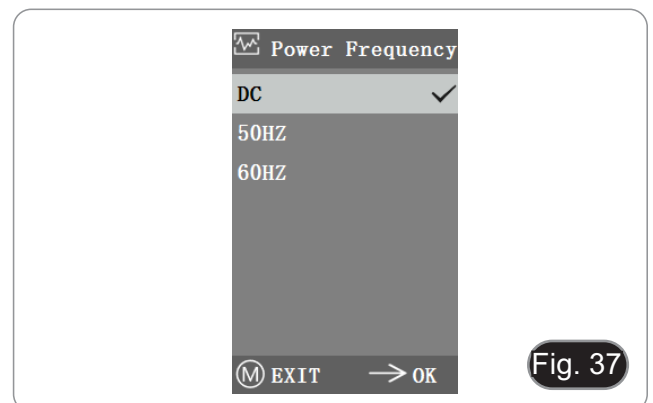 Power Frequency
DC
50HZ
60HZ
M EXIT → OK
Fig. 37